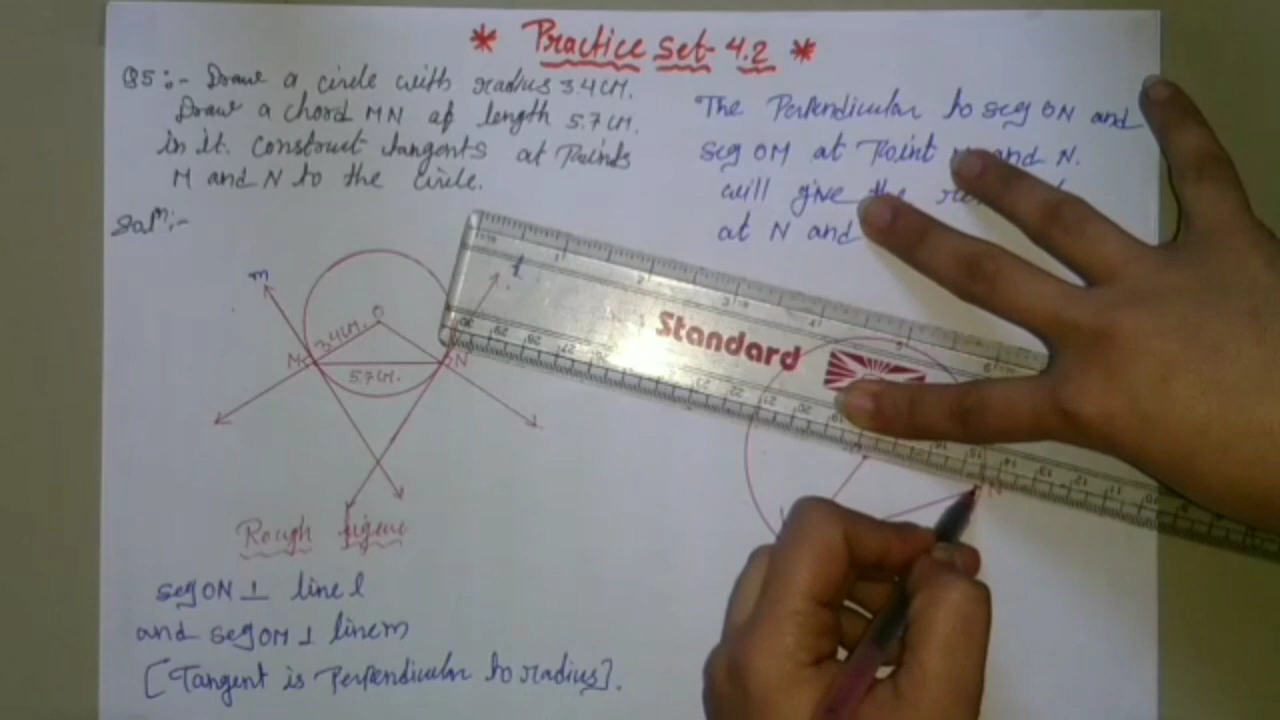 * Practice Set- 4.2 *
Q5:- Draw a circle with radius 3.4 cm.
Draw a chord MN of length 5.7 cm.
in it. Construct tangents at Points
M and N to the circle.
Solⁿ:-
The Perpendicular to seg ON and
seg OM at Point and N.
will give the
at N and
m
l
O
3.4 cm.
M
N
5.7 cm.
Rough figure
seg ON ⊥ line l
and seg OM ⊥ line m
[Tangent is Perpendicular to radius].
Standard
N